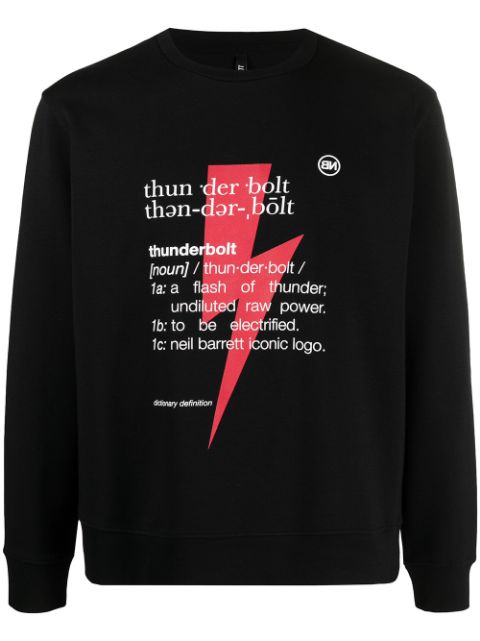 NB
thun·der·bolt
thən-dər-ˌbōlt
thunderbolt
[noun] / thun·der·bolt /
1a: a flash of thunder;
undiluted raw power.
1b: to be electrified.
1c: neil barrett iconic logo.
dictionary definition